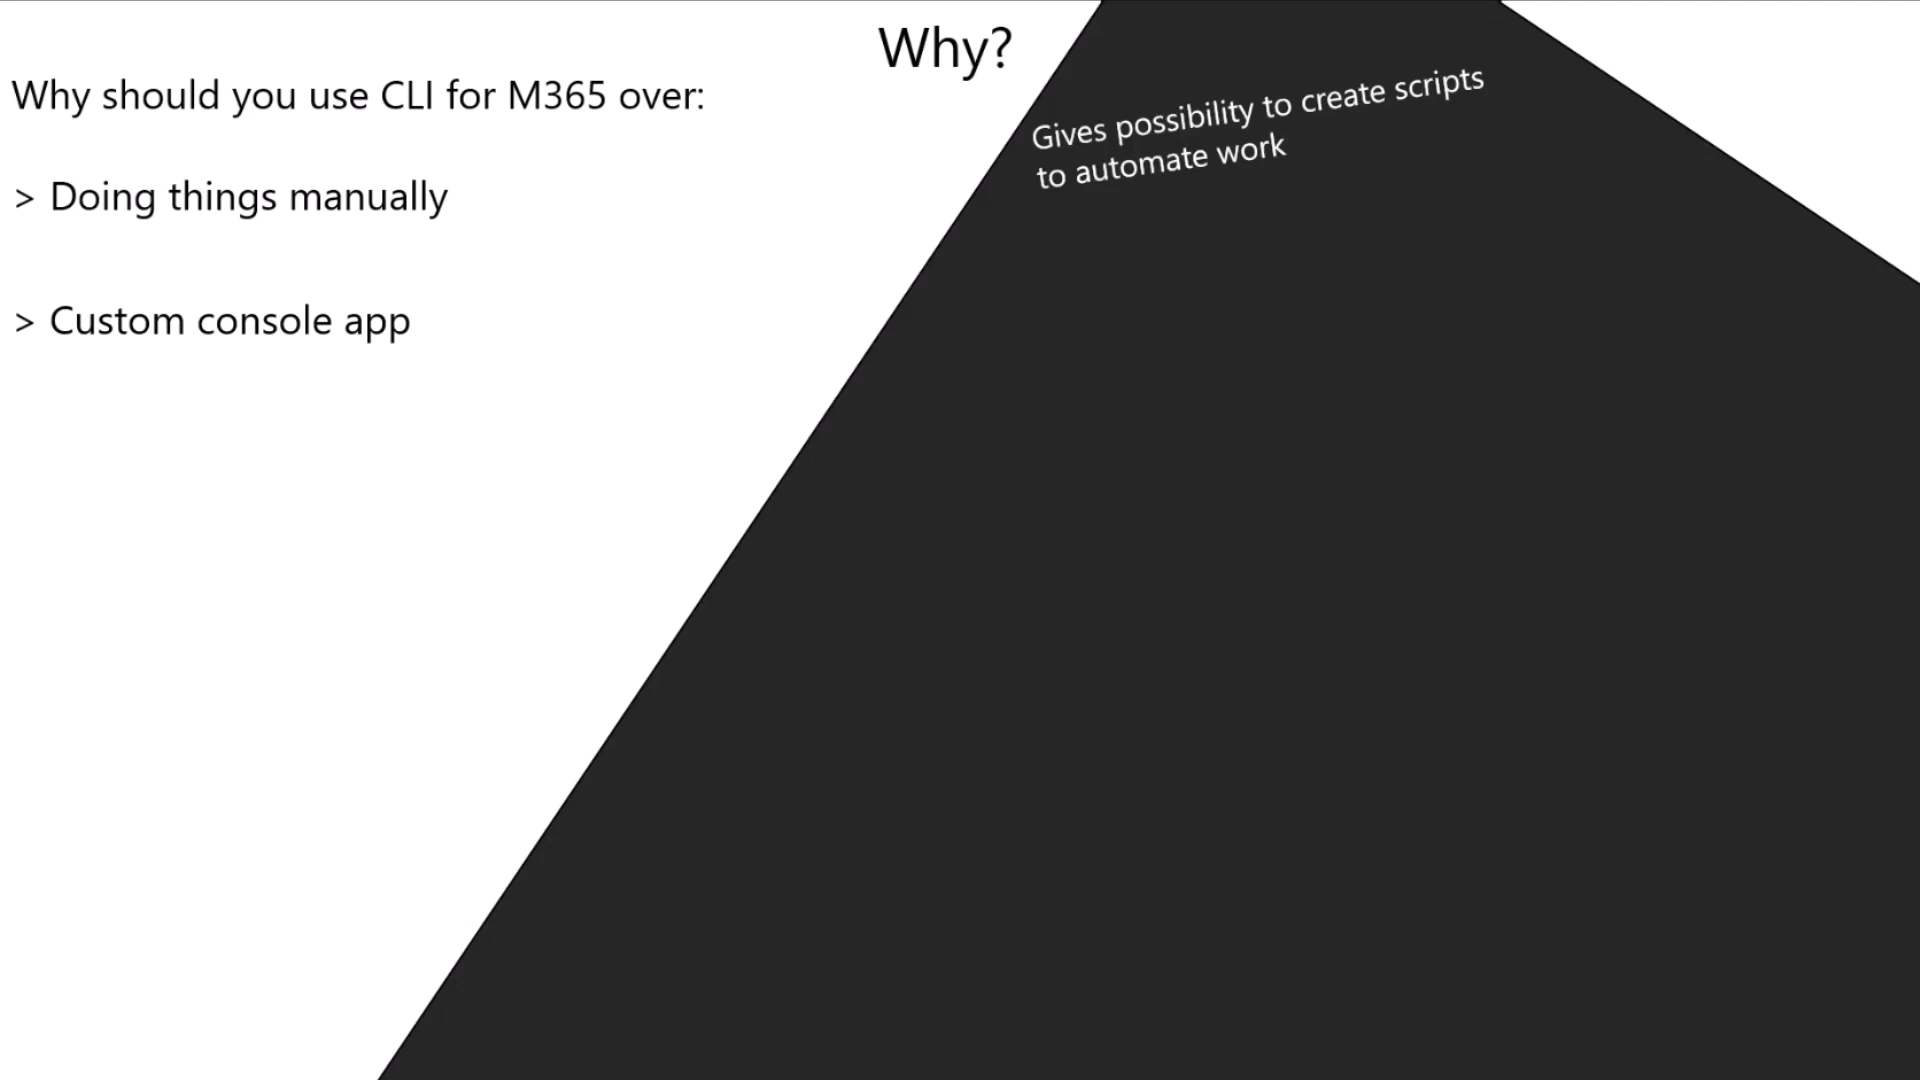 Why?
Why should you use CLI for M365 over:
> Doing things manually
> Custom console app
Gives possibility to create scripts
to automate work